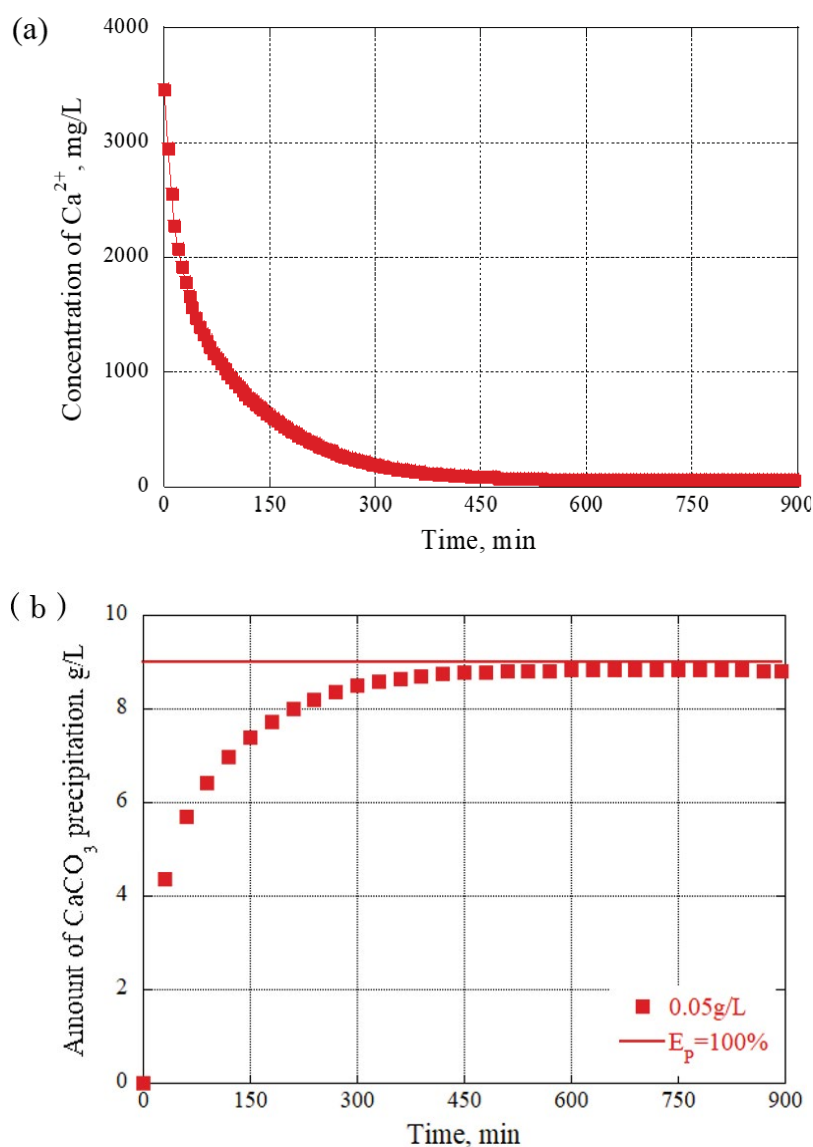 (a)
4000
3000
2000
1000
0
Concentration of Ca²⁺, mg/L
0 150 300 450 600 750 900
Time, min
( b )
10
8
6
4
2
0
Amount of CaCO₃ precipitation, g/L
0.05g/L
E_P=100%
0 150 300 450 600 750 900
Time, min